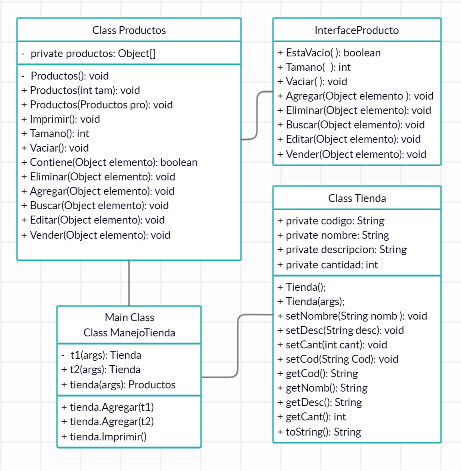 Class Productos
- private productos: Object[]
- Productos(): void
+ Productos(int tam): void
+ Productos(Productos pro): void
+ Imprimir(): void
+ Tamano(): int
+ Vaciar(): void
+ Contiene(Object elemento): boolean
+ Eliminar(Object elemento): void
+ Agregar(Object elemento): void
+ Buscar(Object elemento): void
+ Editar(Object elemento): void
+ Vender(Object elemento): void
InterfaceProducto
+ EstaVacio( ): boolean
+ Tamano( ): int
+ Vaciar( ): void
+ Agregar(Object elemento ): void
+ Eliminar(Object elemento): void
+ Buscar(Object elemento): void
+ Editar(Object elemento): void
+ Vender(Object elemento): void
Class Tienda
+ private codigo: String
+ private nombre: String
+ private descripcion: String
+ private cantidad: int
+ Tienda();
+ Tienda(args);
+ setNombre(String nomb ): void
+ setDesc(String desc): void
+ setCant(int cant): void
+ setCod(String Cod): void
+ getCod(): String
+ getNomb(): String
+ getDesc(): String
+ getCant(): int
+ toString(): String
Main Class
Class ManejoTienda
- t1(args): Tienda
+ t2(args): Tienda
+ tienda(args): Productos
+ tienda.Agregar(t1)
+ tienda.Agregar(t2)
+ tienda.Imprimir()